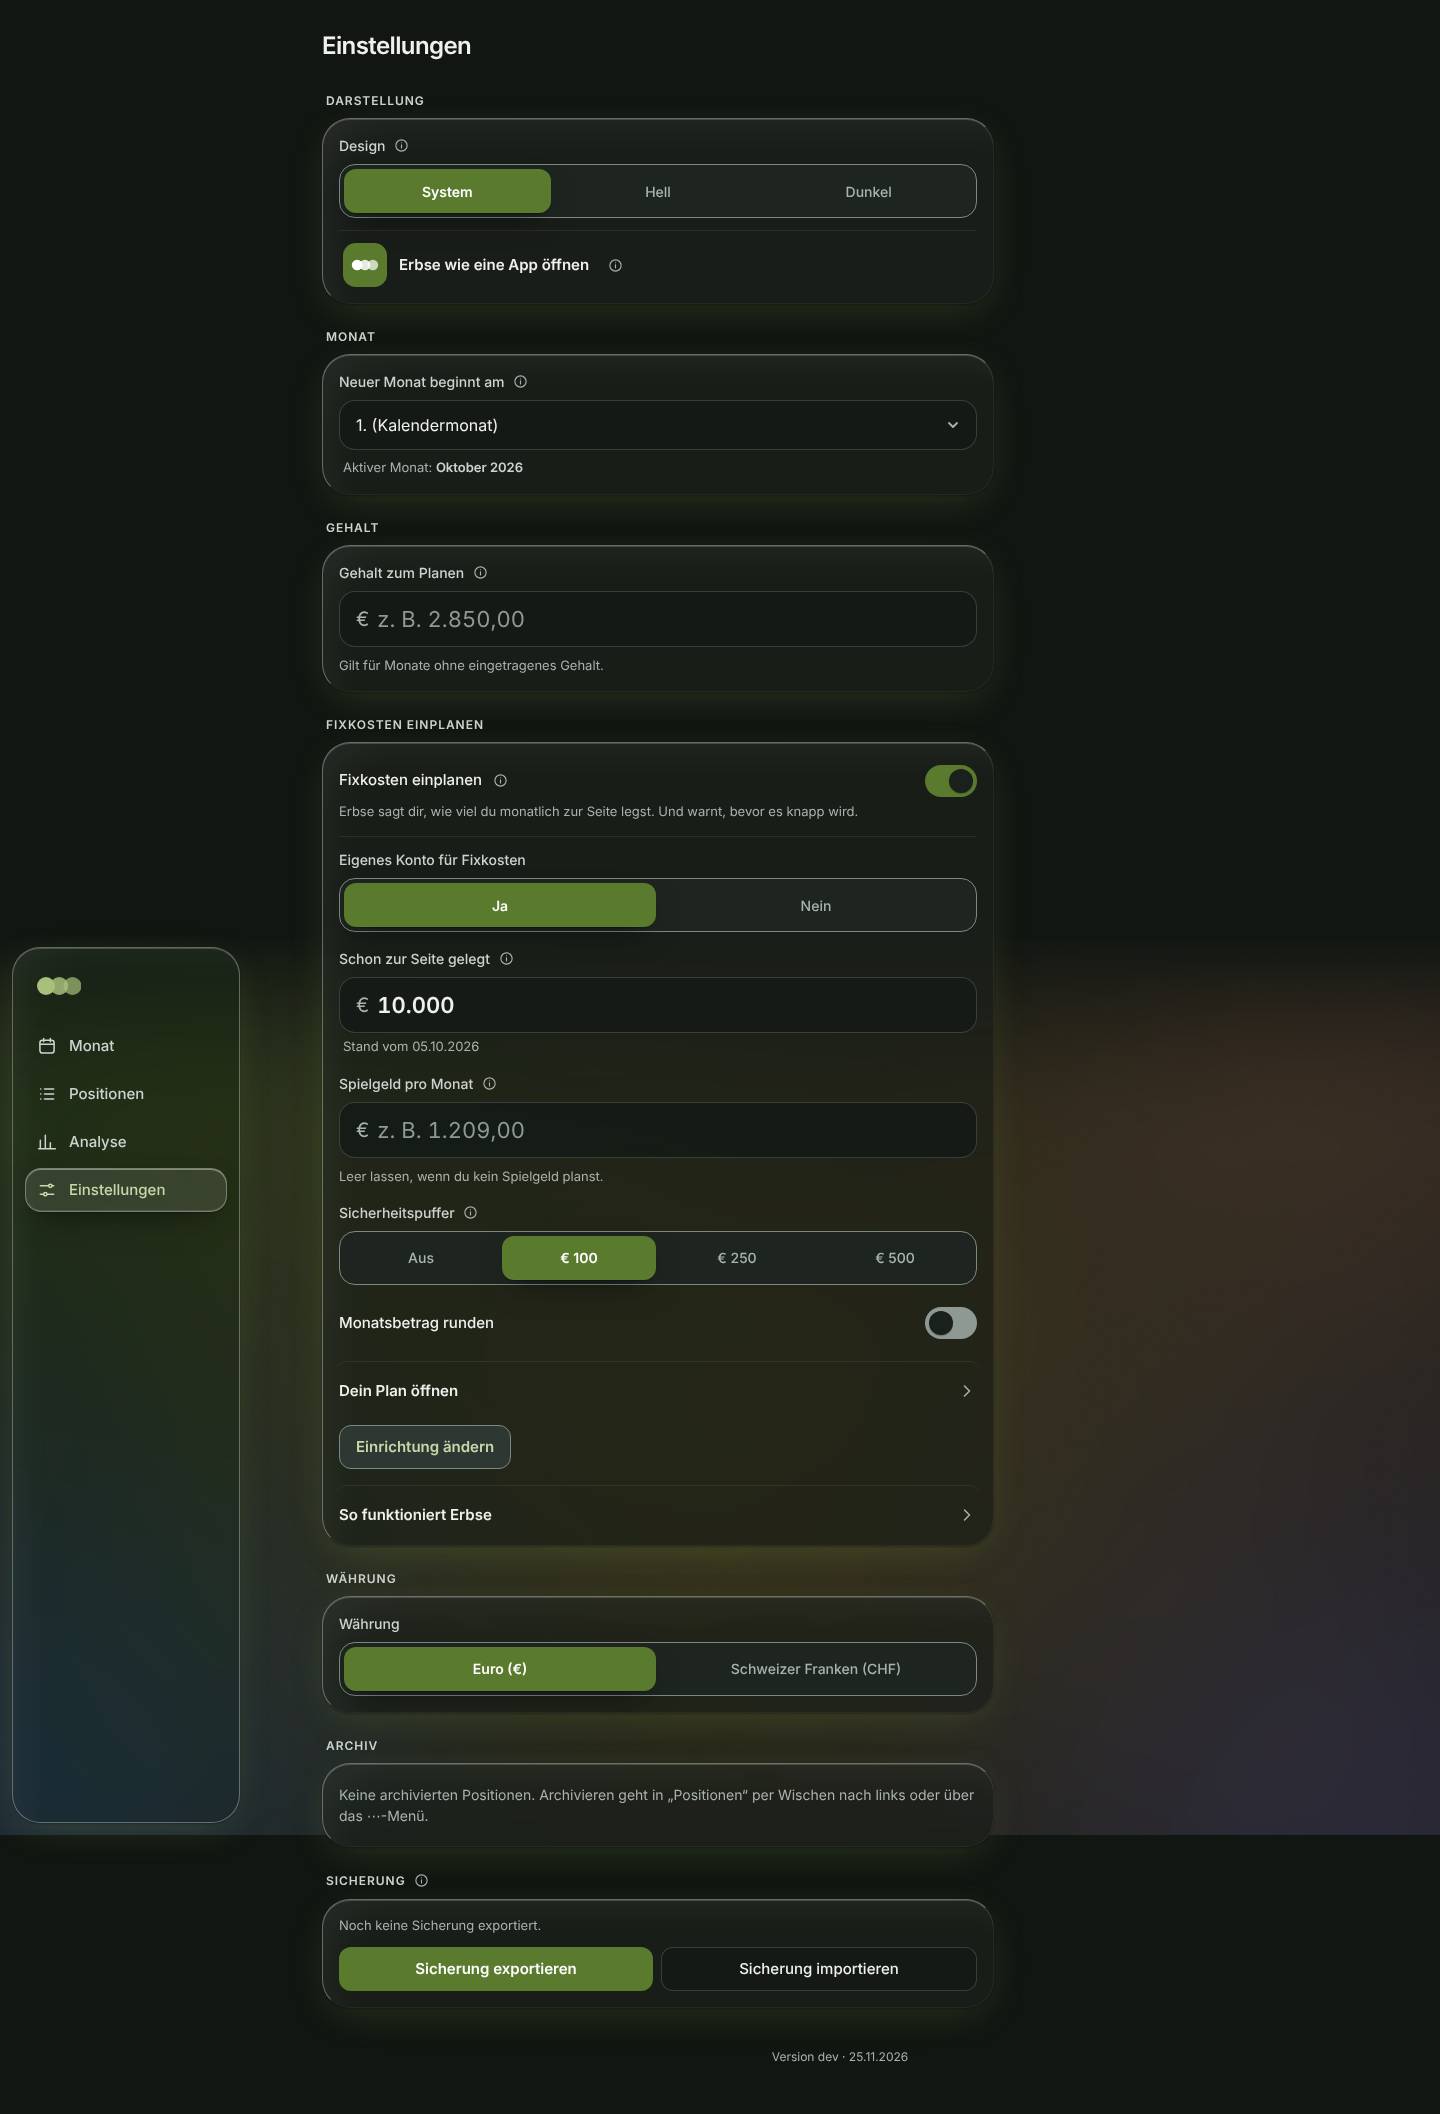 Einstellungen
DARSTELLUNG
Design
System
Hell
Dunkel
Erbse wie eine App öffnen
MONAT
Neuer Monat beginnt am
1. (Kalendermonat)
Aktiver Monat: Oktober 2026
GEHALT
Gehalt zum Planen
€ z. B. 2.850,00
Gilt für Monate ohne eingetragenes Gehalt.
FIXKOSTEN EINPLANEN
Fixkosten einplanen
Erbse sagt dir, wie viel du monatlich zur Seite legst. Und warnt, bevor es knapp wird.
Eigenes Konto für Fixkosten
Ja
Nein
Schon zur Seite gelegt
€ 10.000
Stand vom 05.10.2026
Spielgeld pro Monat
€ z. B. 1.209,00
Leer lassen, wenn du kein Spielgeld planst.
Sicherheitspuffer
Aus
€ 100
€ 250
€ 500
Monatsbetrag runden
Dein Plan öffnen
Einrichtung ändern
So funktioniert Erbse
WÄHRUNG
Währung
Euro (€)
Schweizer Franken (CHF)
ARCHIV
Keine archivierten Positionen. Archivieren geht in „Positionen“ per Wischen nach links oder über
das ···-Menü.
SICHERUNG
Noch keine Sicherung exportiert.
Sicherung exportieren
Sicherung importieren
Version dev · 25.11.2026
Monat
Positionen
Analyse
Einstellungen